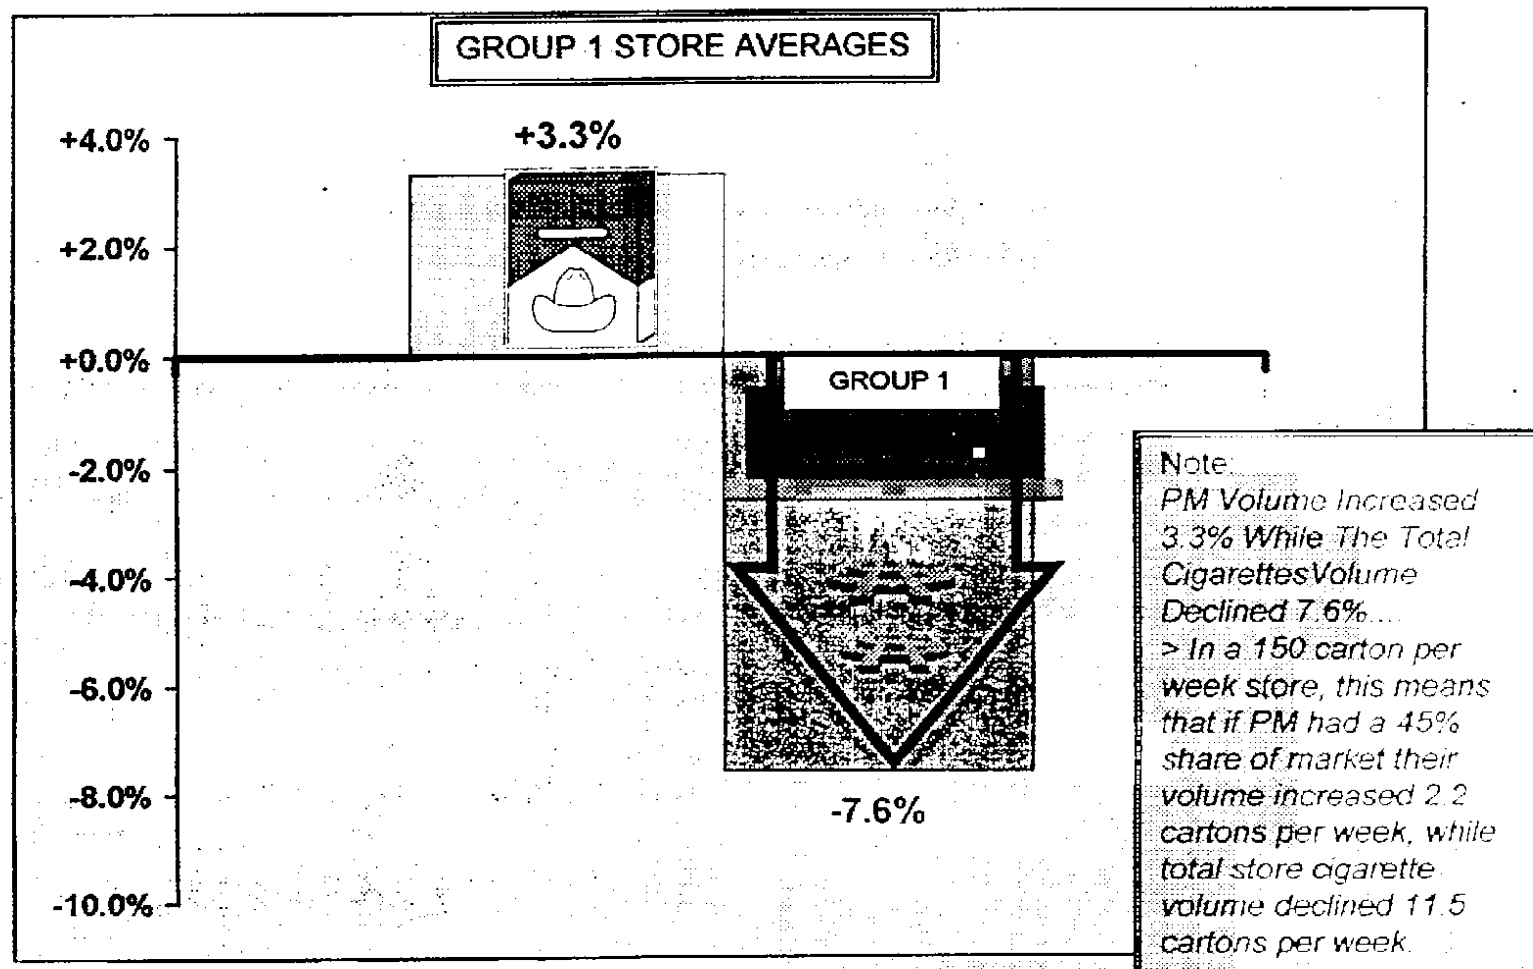 GROUP 1 STORE AVERAGES
+3.3%
+4.0%
+2.0%
+0.0%
-2.0%
-4.0%
-6.0%
-8.0%
-10.0%
GROUP 1
-7.6%
Note:
PM Volume Increased
3.3% While The Total
CigarettesVolume
Declined 7.6%...
> In a 150 carton per
week store, this means
that if PM had a 45%
share of market their
volume increased 2.2
cartons per week, while
total store cigarette
volume declined 11.5
cartons per week.